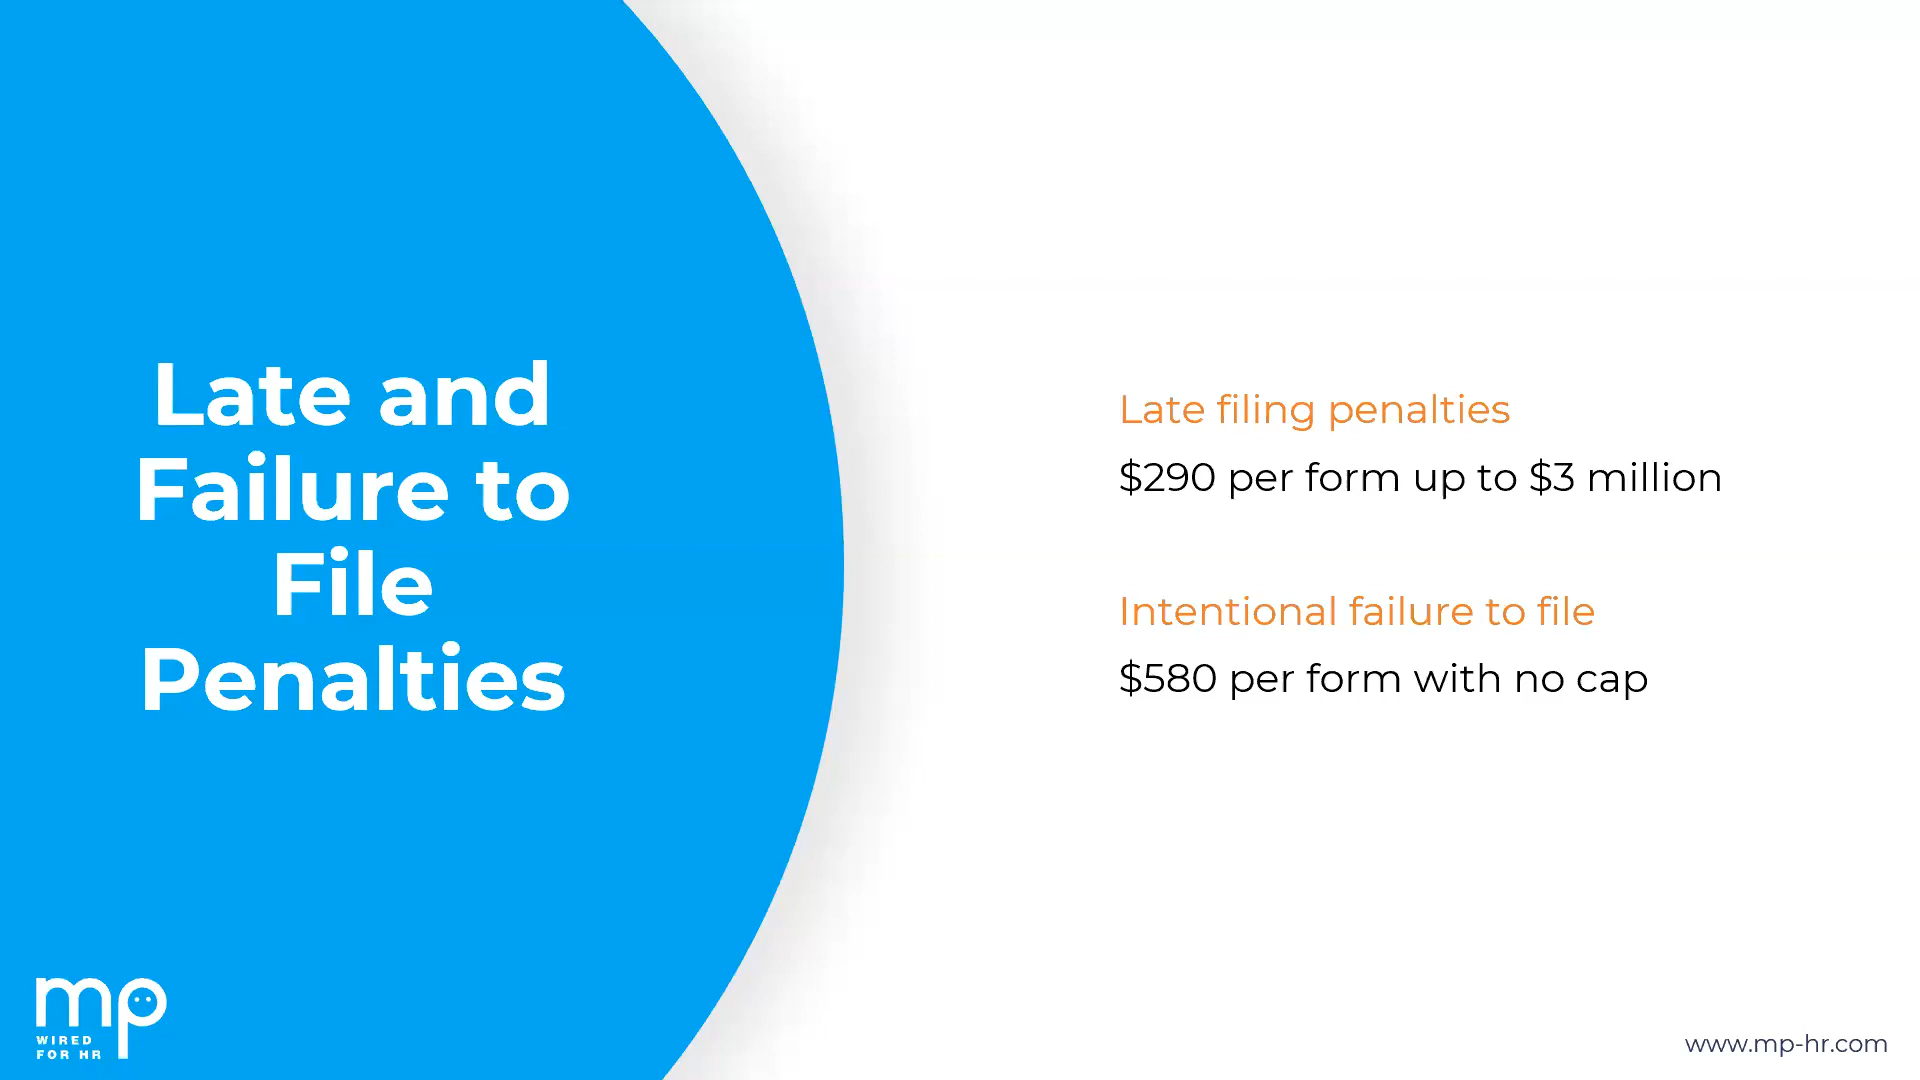 Late and
Failure to
File
Penalties
Late filing penalties
$290 per form up to $3 million
Intentional failure to file
$580 per form with no cap
mp
WIRED
FOR HR
www.mp-hr.com